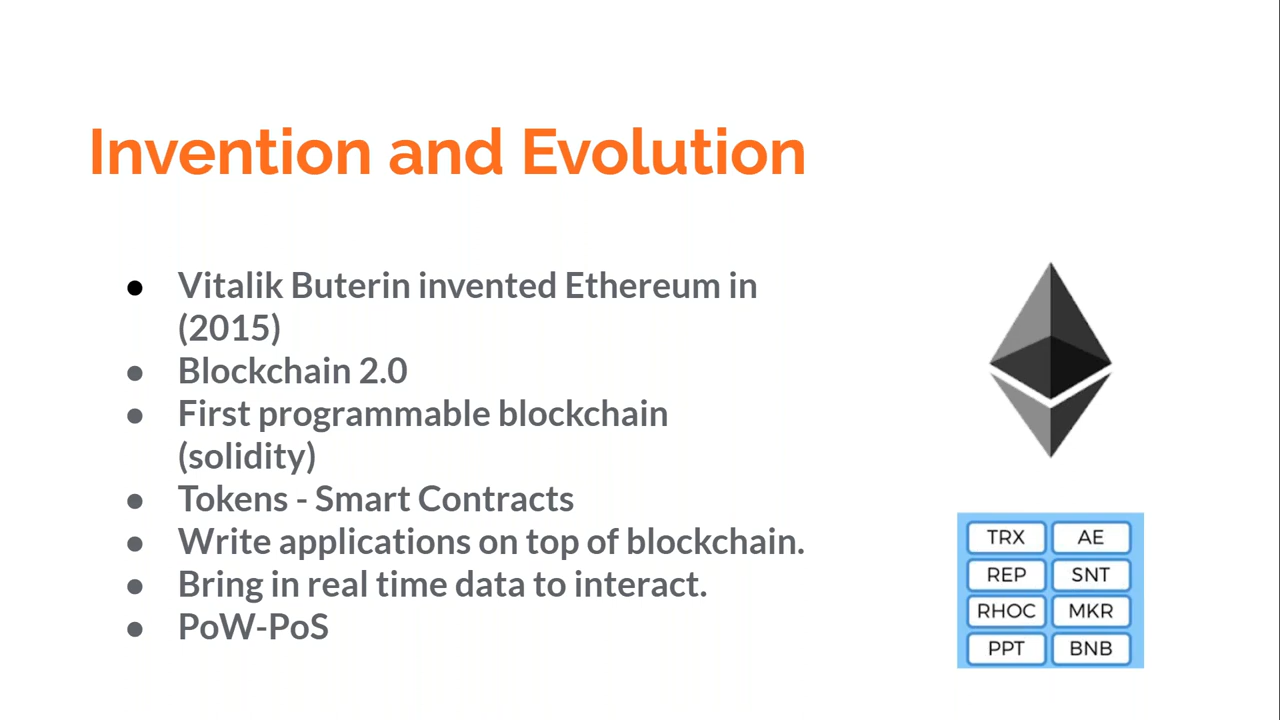 Invention and Evolution
● Vitalik Buterin invented Ethereum in
(2015)
● Blockchain 2.0
● First programmable blockchain
(solidity)
● Tokens - Smart Contracts
● Write applications on top of blockchain.
● Bring in real time data to interact.
● PoW-PoS
TRX AE
REP SNT
RHOC MKR
PPT BNB